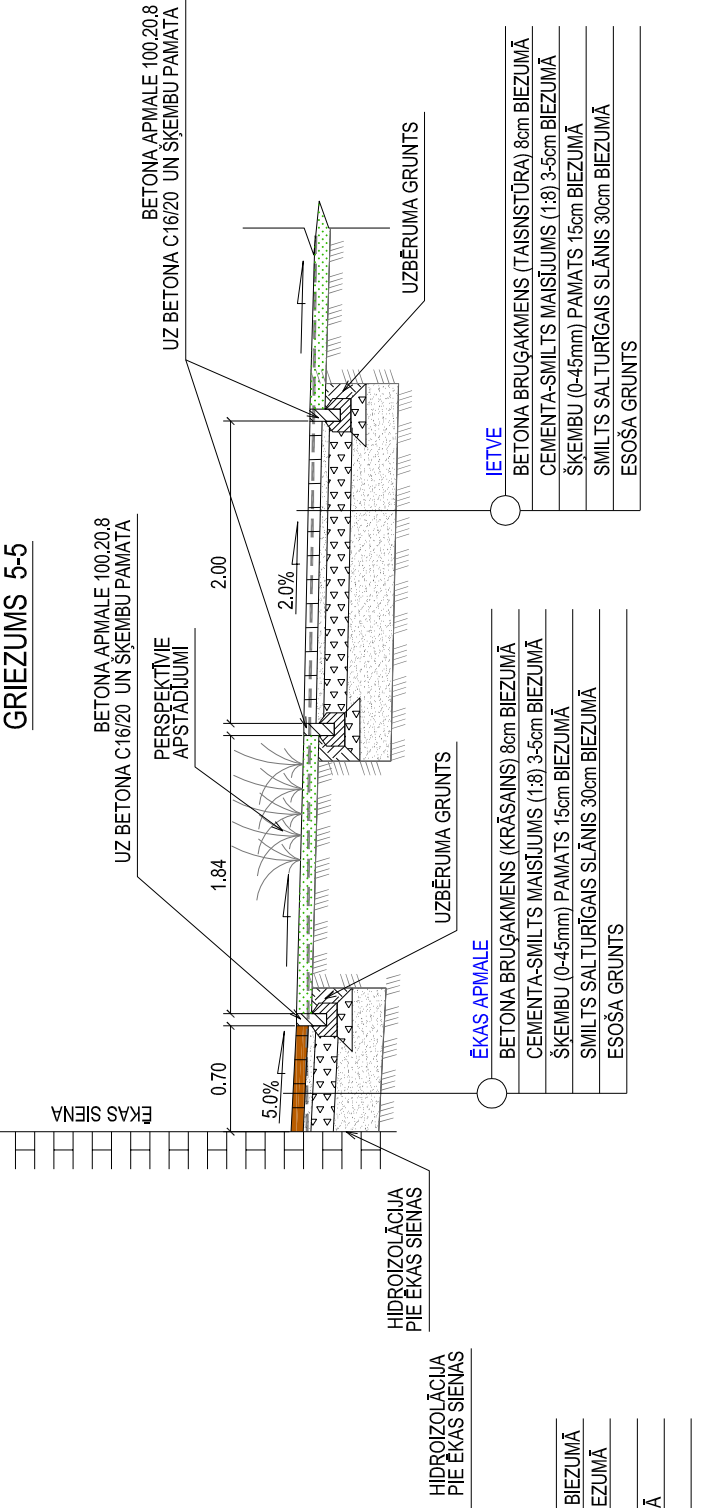 GRIEZUMS 5-5
BETONA APMALE 100.20.8
UZ BETONA C16/20 UN ŠĶEMBU PAMATA
BETONA APMALE 100.20.8
UZ BETONA C16/20 UN ŠĶEMBU PAMATA
PERSPEKTĪVIE
APSTĀDĪJUMI
ĒKAS SIENA
0.70
1.84
2.00
5.0%
2.0%
UZBĒRUMA GRUNTS
UZBĒRUMA GRUNTS
HIDROIZOLĀCIJA
PIE ĒKAS SIENAS
ĒKAS APMALE
BETONA BRUĢAKMENS (KRĀSAINS) 8cm BIEZUMĀ
CEMENTA-SMILTS MAISĪJUMS (1:8) 3-5cm BIEZUMĀ
ŠĶEMBU (0-45mm) PAMATS 15cm BIEZUMĀ
SMILTS SALTURĪGAIS SLĀNIS 30cm BIEZUMĀ
ESOŠA GRUNTS
IETVE
BETONA BRUĢAKMENS (TAISNSTŪRA) 8cm BIEZUMĀ
CEMENTA-SMILTS MAISĪJUMS (1:8) 3-5cm BIEZUMĀ
ŠĶEMBU (0-45mm) PAMATS 15cm BIEZUMĀ
SMILTS SALTURĪGAIS SLĀNIS 30cm BIEZUMĀ
ESOŠA GRUNTS
HIDROIZOLĀCIJA
PIE ĒKAS SIENAS
BIEZUMĀ
EZUMĀ
Ā